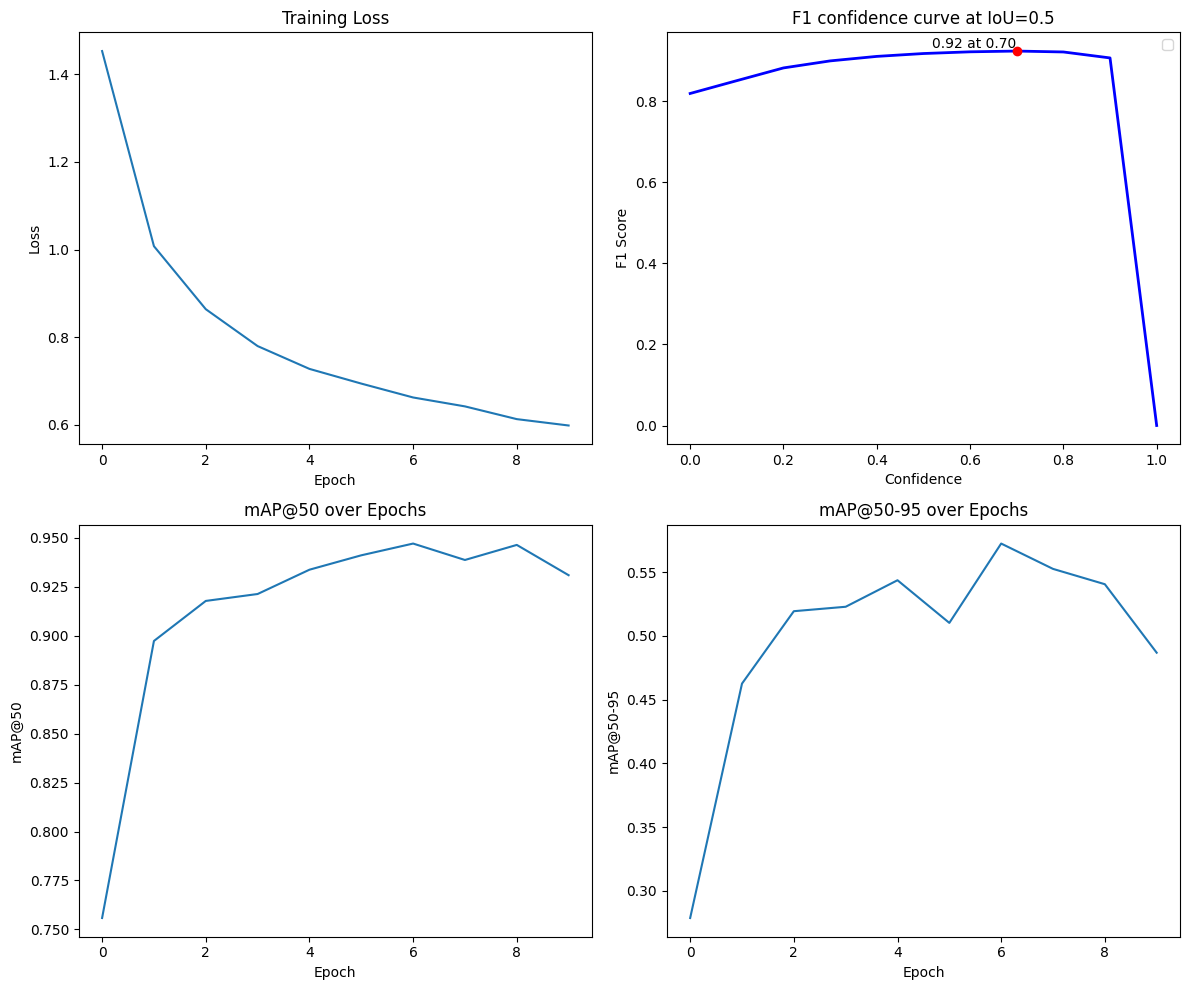 Training Loss
1.4
1.2
1.0
0.8
0.6
Loss
0 2 4 6 8
Epoch
F1 confidence curve at IoU=0.5
0.92 at 0.70
0.8
0.6
0.4
0.2
0.0
F1 Score
0.0 0.2 0.4 0.6 0.8 1.0
Confidence
mAP@50 over Epochs
0.950
0.925
0.900
0.875
0.850
0.825
0.800
0.775
0.750
mAP@50
0 2 4 6 8
Epoch
mAP@50-95 over Epochs
0.55
0.50
0.45
0.40
0.35
0.30
mAP@50-95
0 2 4 6 8
Epoch